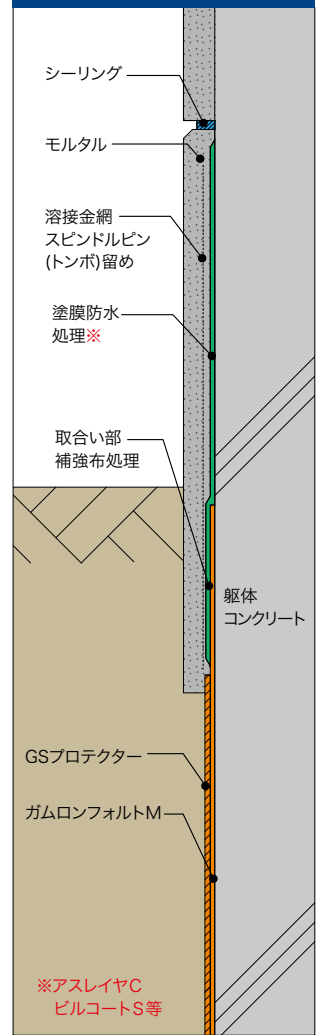 シーリング
モルタル
溶接金網
スピンドルピン
(トンボ)留め
塗膜防水
処理※
取合い部
補強布処理
躯体
コンクリート
GSプロテクター
ガムロンフォルトM
※アスレイヤC
ビルコートS等